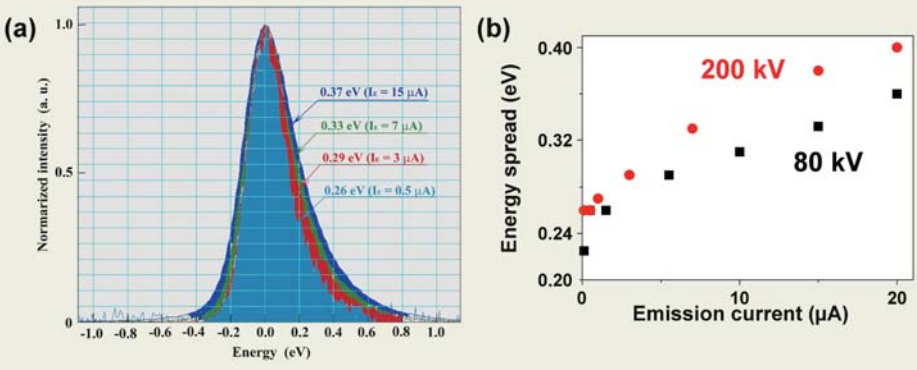 (a)
1.0
0.5
0
Normarized intensity (a. u.)
0.37 eV (IE = 15 μA)
0.33 eV (IE = 7 μA)
0.29 eV (IE = 3 μA)
0.26 eV (IE = 0.5 μA)
-1.0 -0.8 -0.6 -0.4 -0.2 0.0 0.2 0.4 0.6 0.8 1.0
Energy (eV)
(b)
0.40
0.32
0.24
0.20
Energy spread (eV)
200 kV
80 kV
0 10 20
Emission current (μA)